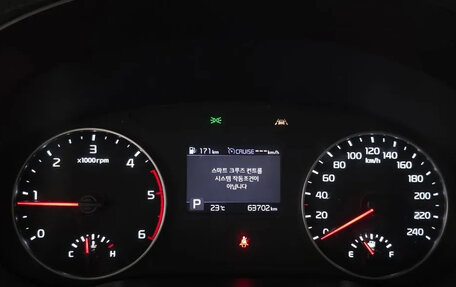 171km CRUISE ---km/h
스마트 크루즈 컨트롤
시스템 작동조건이
아닙니다
P 23℃ 63702km
x1000rpm
1 2 3 4 5 6
C H
km/h
0 20 40 60 80 100 120 140 160 180 200 220 240
E F